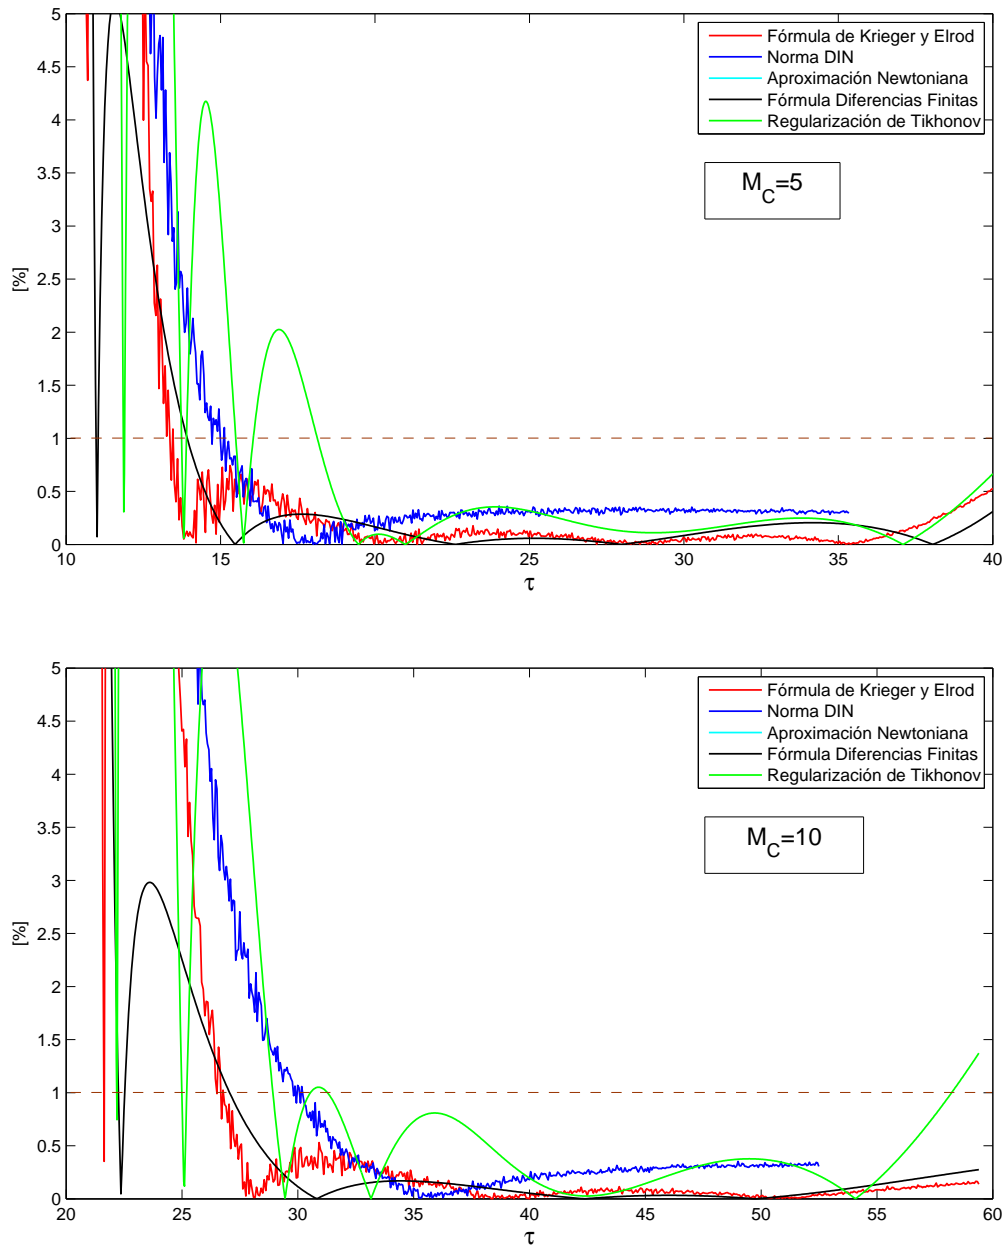 5
4.5
4
3.5
3
2.5
2
1.5
1
0.5
0
[%]
Fórmula de Krieger y Elrod
Norma DIN
Aproximación Newtoniana
Fórmula Diferencias Finitas
Regularización de Tikhonov
M_C=5
10 15 20 25 30 35 40
τ
5
4.5
4
3.5
3
2.5
2
1.5
1
0.5
0
[%]
Fórmula de Krieger y Elrod
Norma DIN
Aproximación Newtoniana
Fórmula Diferencias Finitas
Regularización de Tikhonov
M_C=10
20 25 30 35 40 45 50 55 60
τ